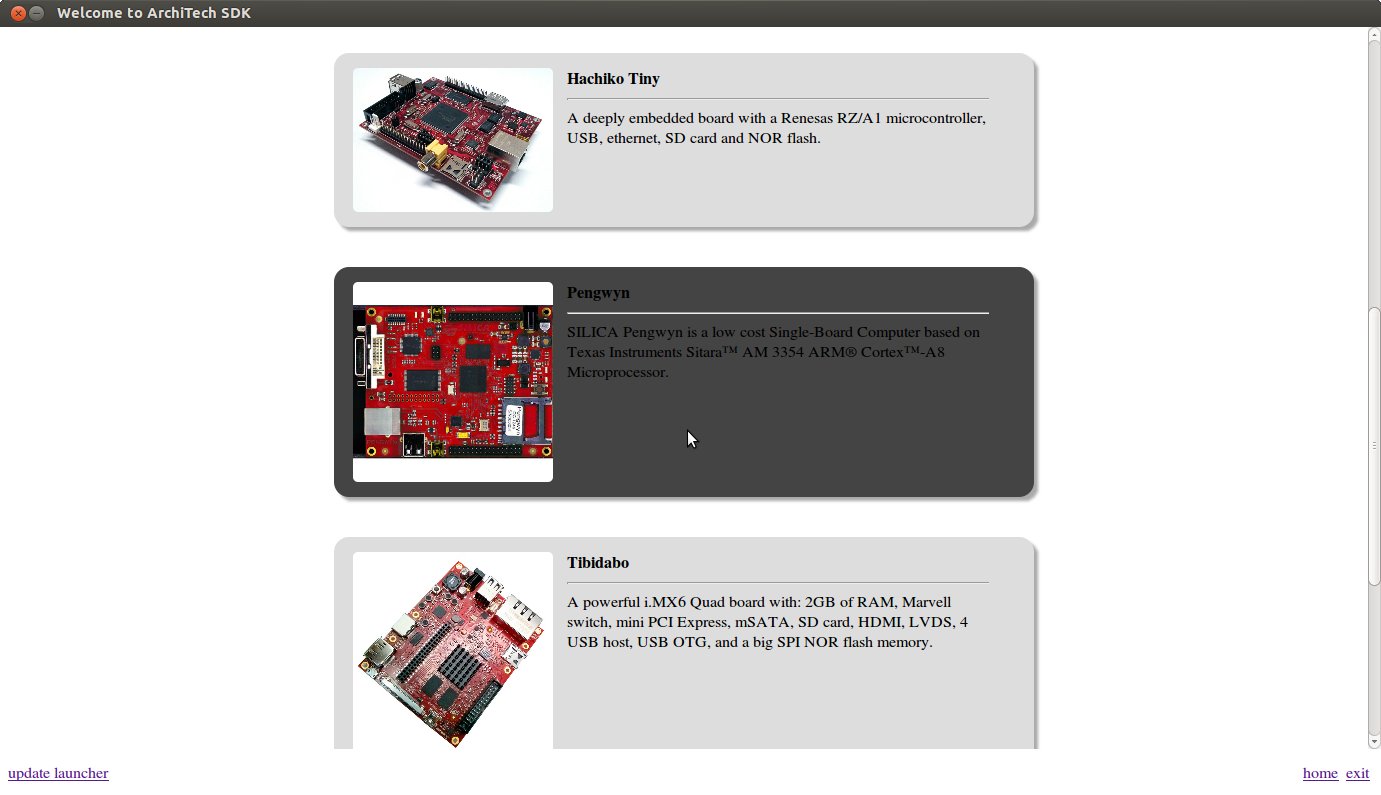 Welcome to ArchiTech SDK
Hachiko Tiny
A deeply embedded board with a Renesas RZ/A1 microcontroller,
USB, ethernet, SD card and NOR flash.
Pengwyn
SILICA Pengwyn is a low cost Single-Board Computer based on
Texas Instruments Sitara™ AM 3354 ARM® Cortex™-A8
Microprocessor.
Tibidabo
A powerful i.MX6 Quad board with: 2GB of RAM, Marvell
switch, mini PCI Express, mSATA, SD card, HDMI, LVDS, 4
USB host, USB OTG, and a big SPI NOR flash memory.
update launcher
home exit